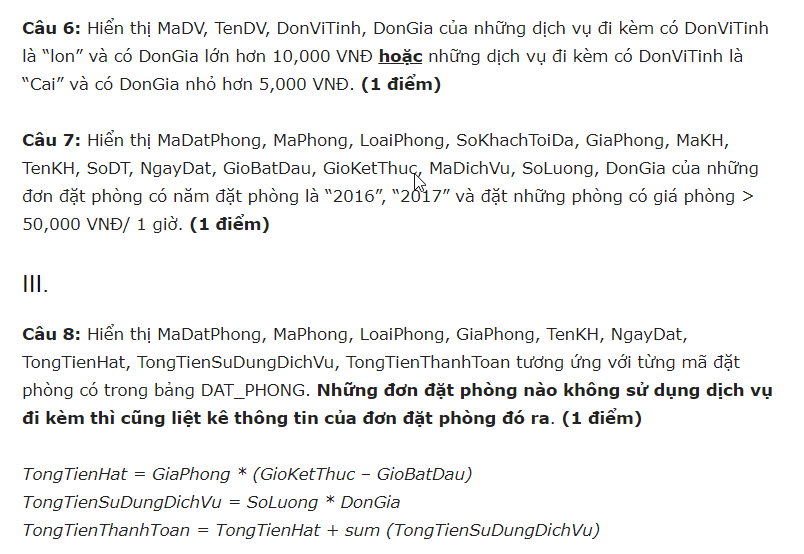 Câu 6: Hiển thị MaDV, TenDV, DonViTinh, DonGia của những dịch vụ đi kèm có DonViTinh
là “lon” và có DonGia lớn hơn 10,000 VNĐ hoặc những dịch vụ đi kèm có DonViTinh là
“Cai” và có DonGia nhỏ hơn 5,000 VNĐ. (1 điểm)
Câu 7: Hiển thị MaDatPhong, MaPhong, LoaiPhong, SoKhachToiDa, GiaPhong, MaKH,
TenKH, SoDT, NgayDat, GioBatDau, GioKetThuc, MaDichVu, SoLuong, DonGia của những
đơn đặt phòng có năm đặt phòng là “2016”, “2017” và đặt những phòng có giá phòng >
50,000 VNĐ/ 1 giờ. (1 điểm)
III.
Câu 8: Hiển thị MaDatPhong, MaPhong, LoaiPhong, GiaPhong, TenKH, NgayDat,
TongTienHat, TongTienSuDungDichVu, TongTienThanhToan tương ứng với từng mã đặt
phòng có trong bảng DAT_PHONG. Những đơn đặt phòng nào không sử dụng dịch vụ
đi kèm thì cũng liệt kê thông tin của đơn đặt phòng đó ra. (1 điểm)
TongTienHat = GiaPhong * (GioKetThuc – GioBatDau)
TongTienSuDungDichVu = SoLuong * DonGia
TongTienThanhToan = TongTienHat + sum (TongTienSuDungDichVu)